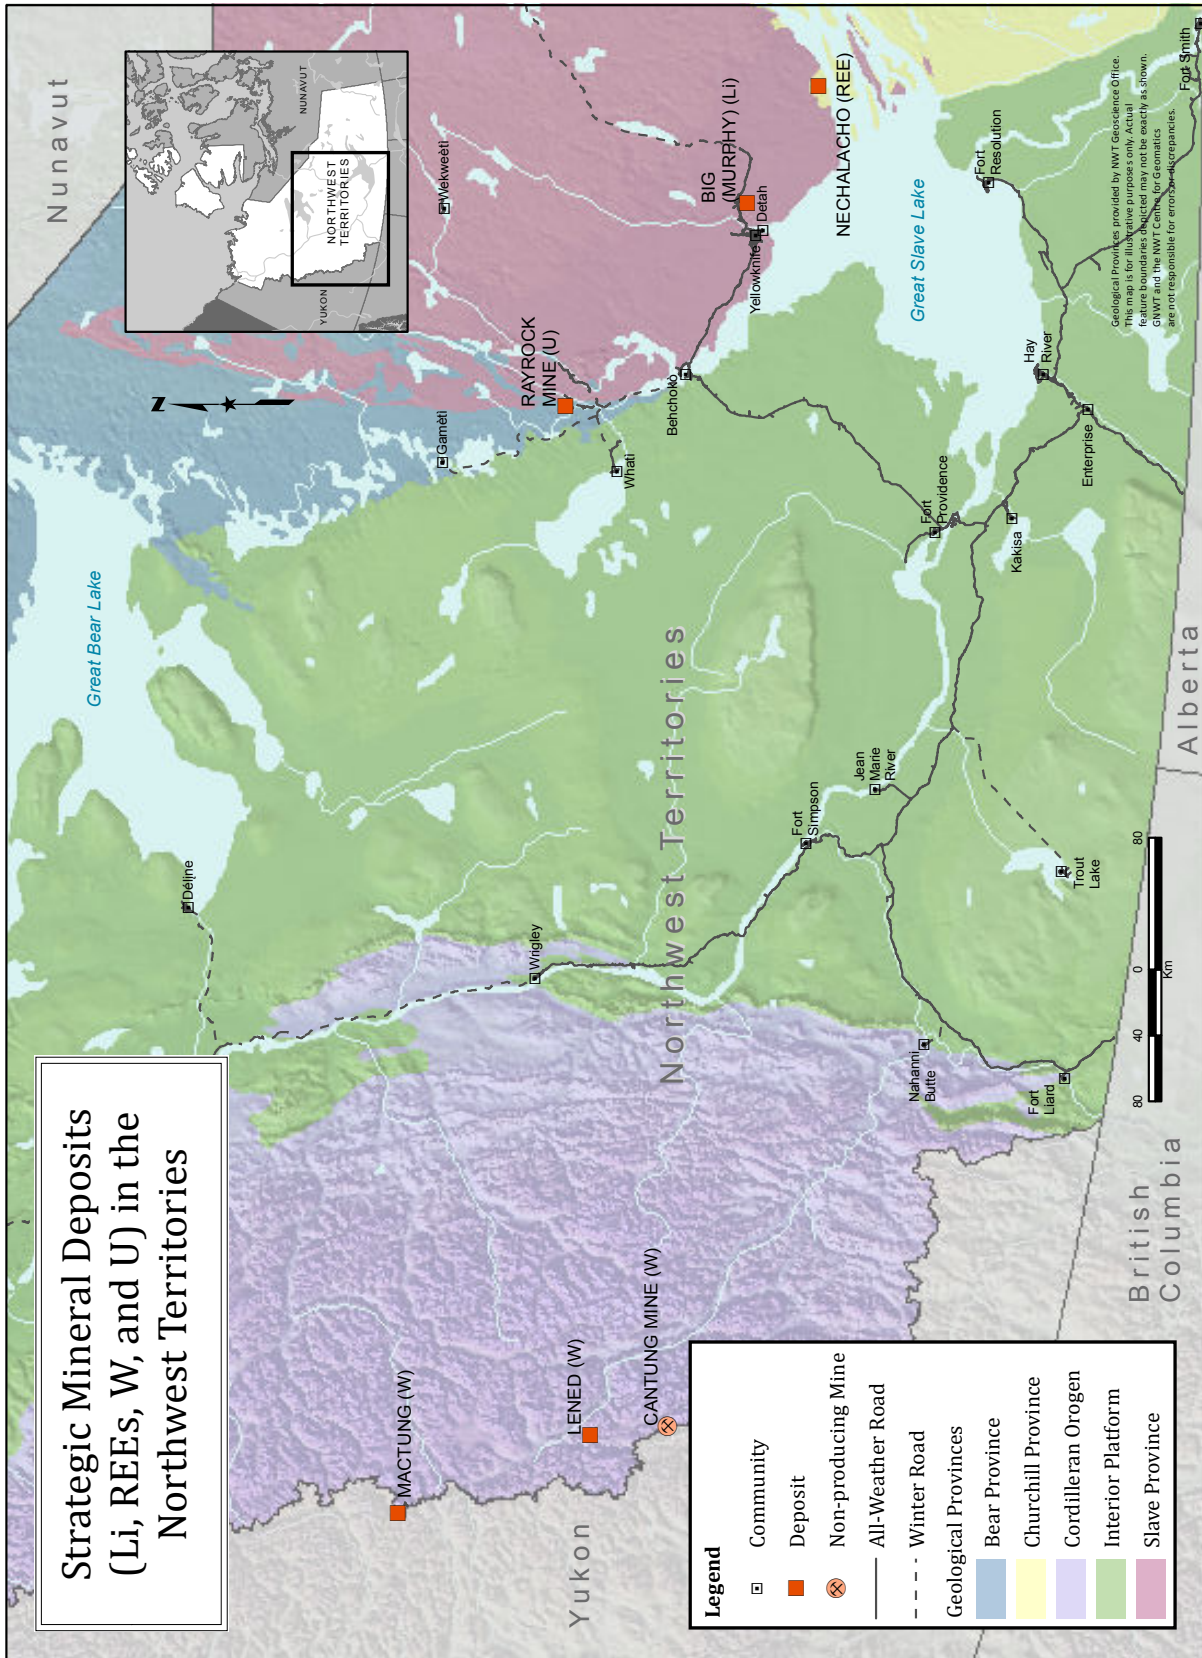 Strategic Mineral Deposits
(Li, REEs, W, and U) in the
Northwest Territories
Nunavut
NUNAVUT
NORTHWEST
TERRITORIES
YUKON
Great Bear Lake
Délįne
Gamètì
Wekweètì
RAYROCK
MINE (U)
Whatì
Behchokò
BIG
(MURPHY) (Li)
Detah
Yellowknife
NECHALACHO (REE)
Great Slave Lake
Fort
Resolution
Fort Smith
Hay
River
Enterprise
Kakisa
Fort
Providence
Jean
Marie
River
Fort
Simpson
Trout
Lake
Wrigley
Nahanni
Butte
Fort
Liard
Northwest Territories
MACTUNG (W)
LENED (W)
CANTUNG MINE (W)
Yukon
British
Columbia
Alberta
N
80 40 0 80
Km
Legend
Community
Deposit
Non-producing Mine
All-Weather Road
Winter Road
Geological Provinces
Bear Province
Churchill Province
Cordilleran Orogen
Interior Platform
Slave Province
Geological Provinces provided by NWT Geoscience Office.
This map is for illustrative purposes only. Actual
feature boundaries depicted may not be exactly as shown.
GNWT and the NWT Centre for Geomatics
are not responsible for errors or discrepancies.